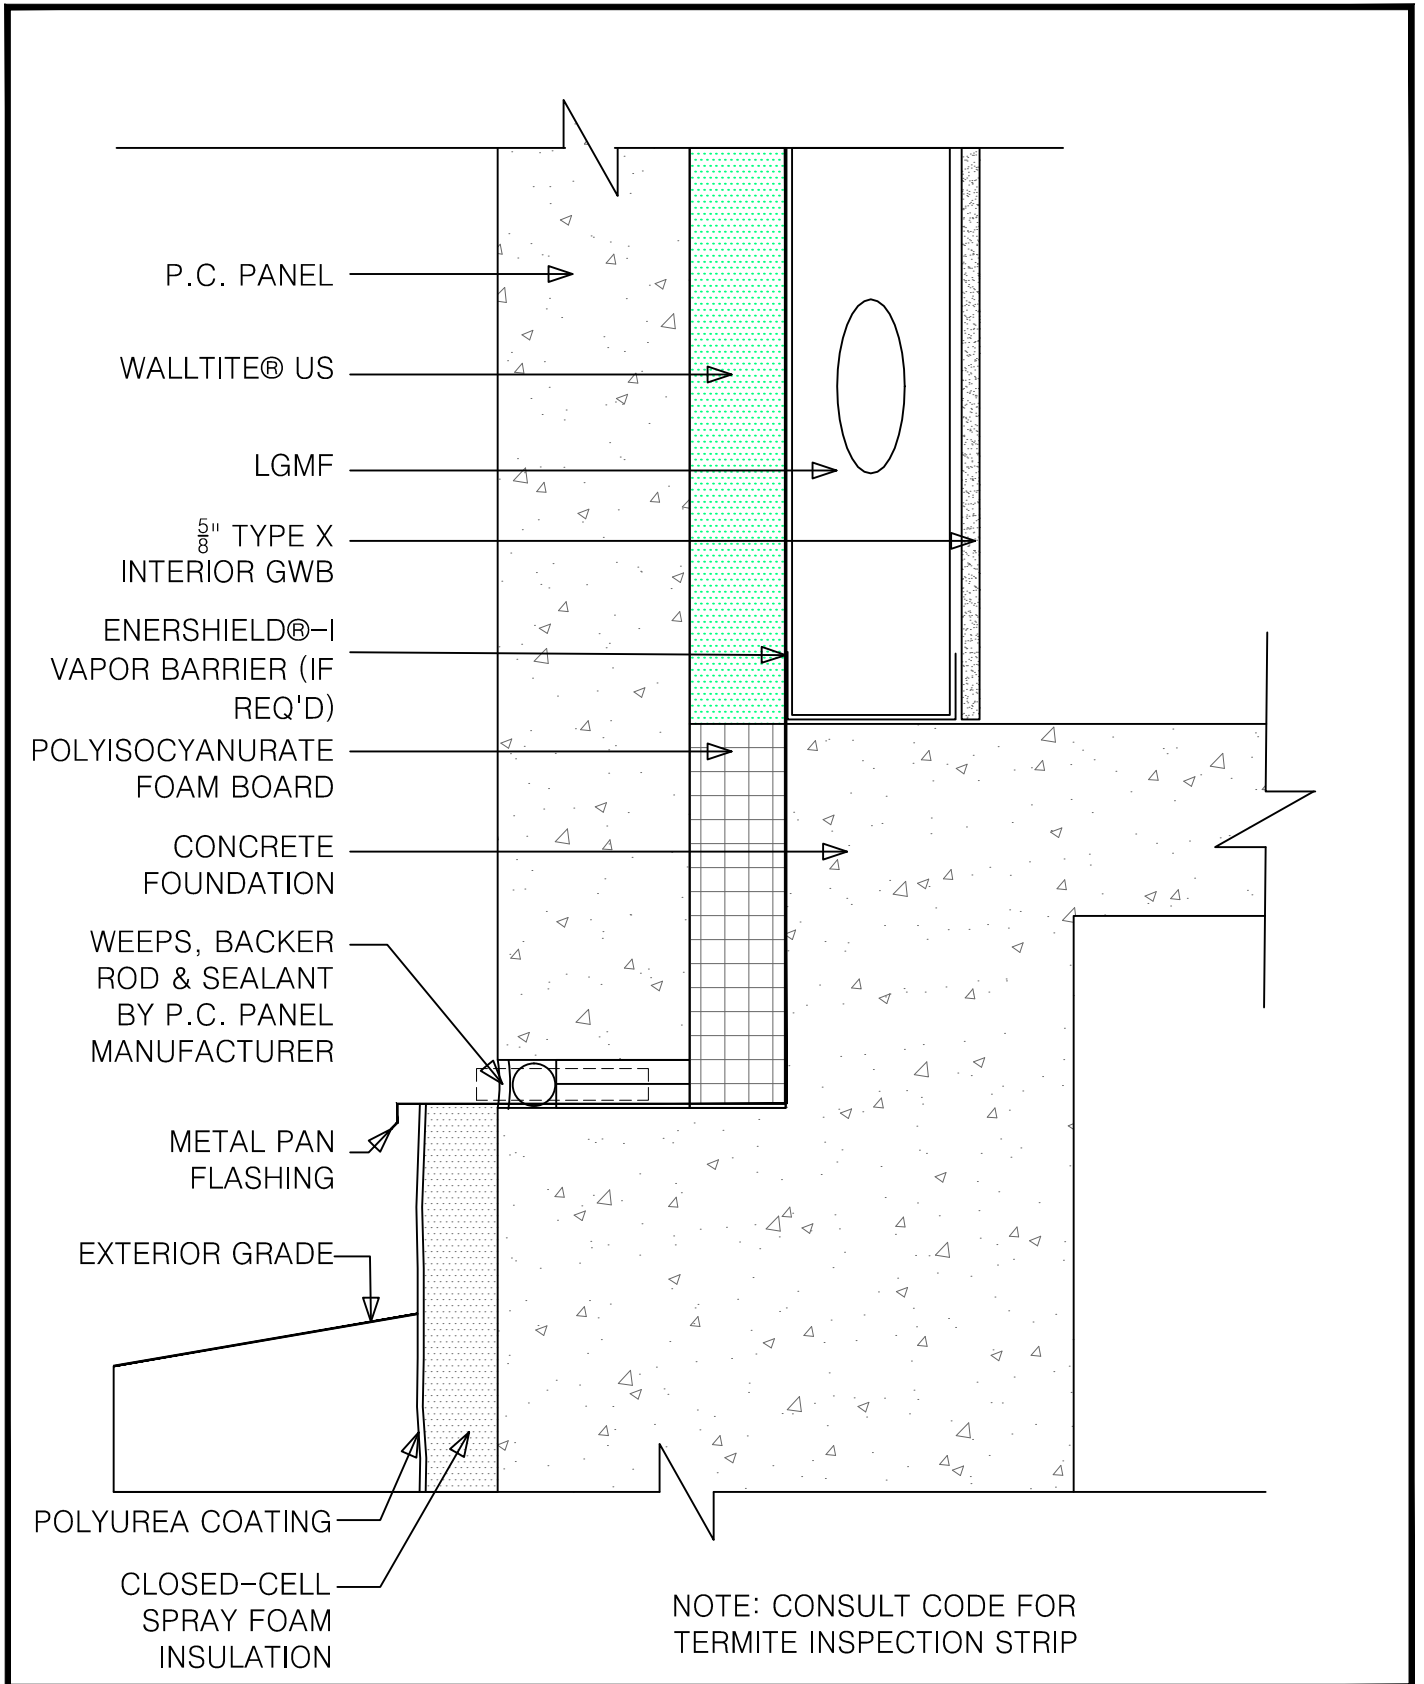 P.C. PANEL
WALLTITE® US
LGMF
5/8" TYPE X
INTERIOR GWB
ENERSHIELD®-I
VAPOR BARRIER (IF
REQ'D)
POLYISOCYANURATE
FOAM BOARD
CONCRETE
FOUNDATION
WEEPS, BACKER
ROD & SEALANT
BY P.C. PANEL
MANUFACTURER
METAL PAN
FLASHING
EXTERIOR GRADE
POLYUREA COATING
CLOSED-CELL
SPRAY FOAM
INSULATION
NOTE: CONSULT CODE FOR
TERMITE INSPECTION STRIP